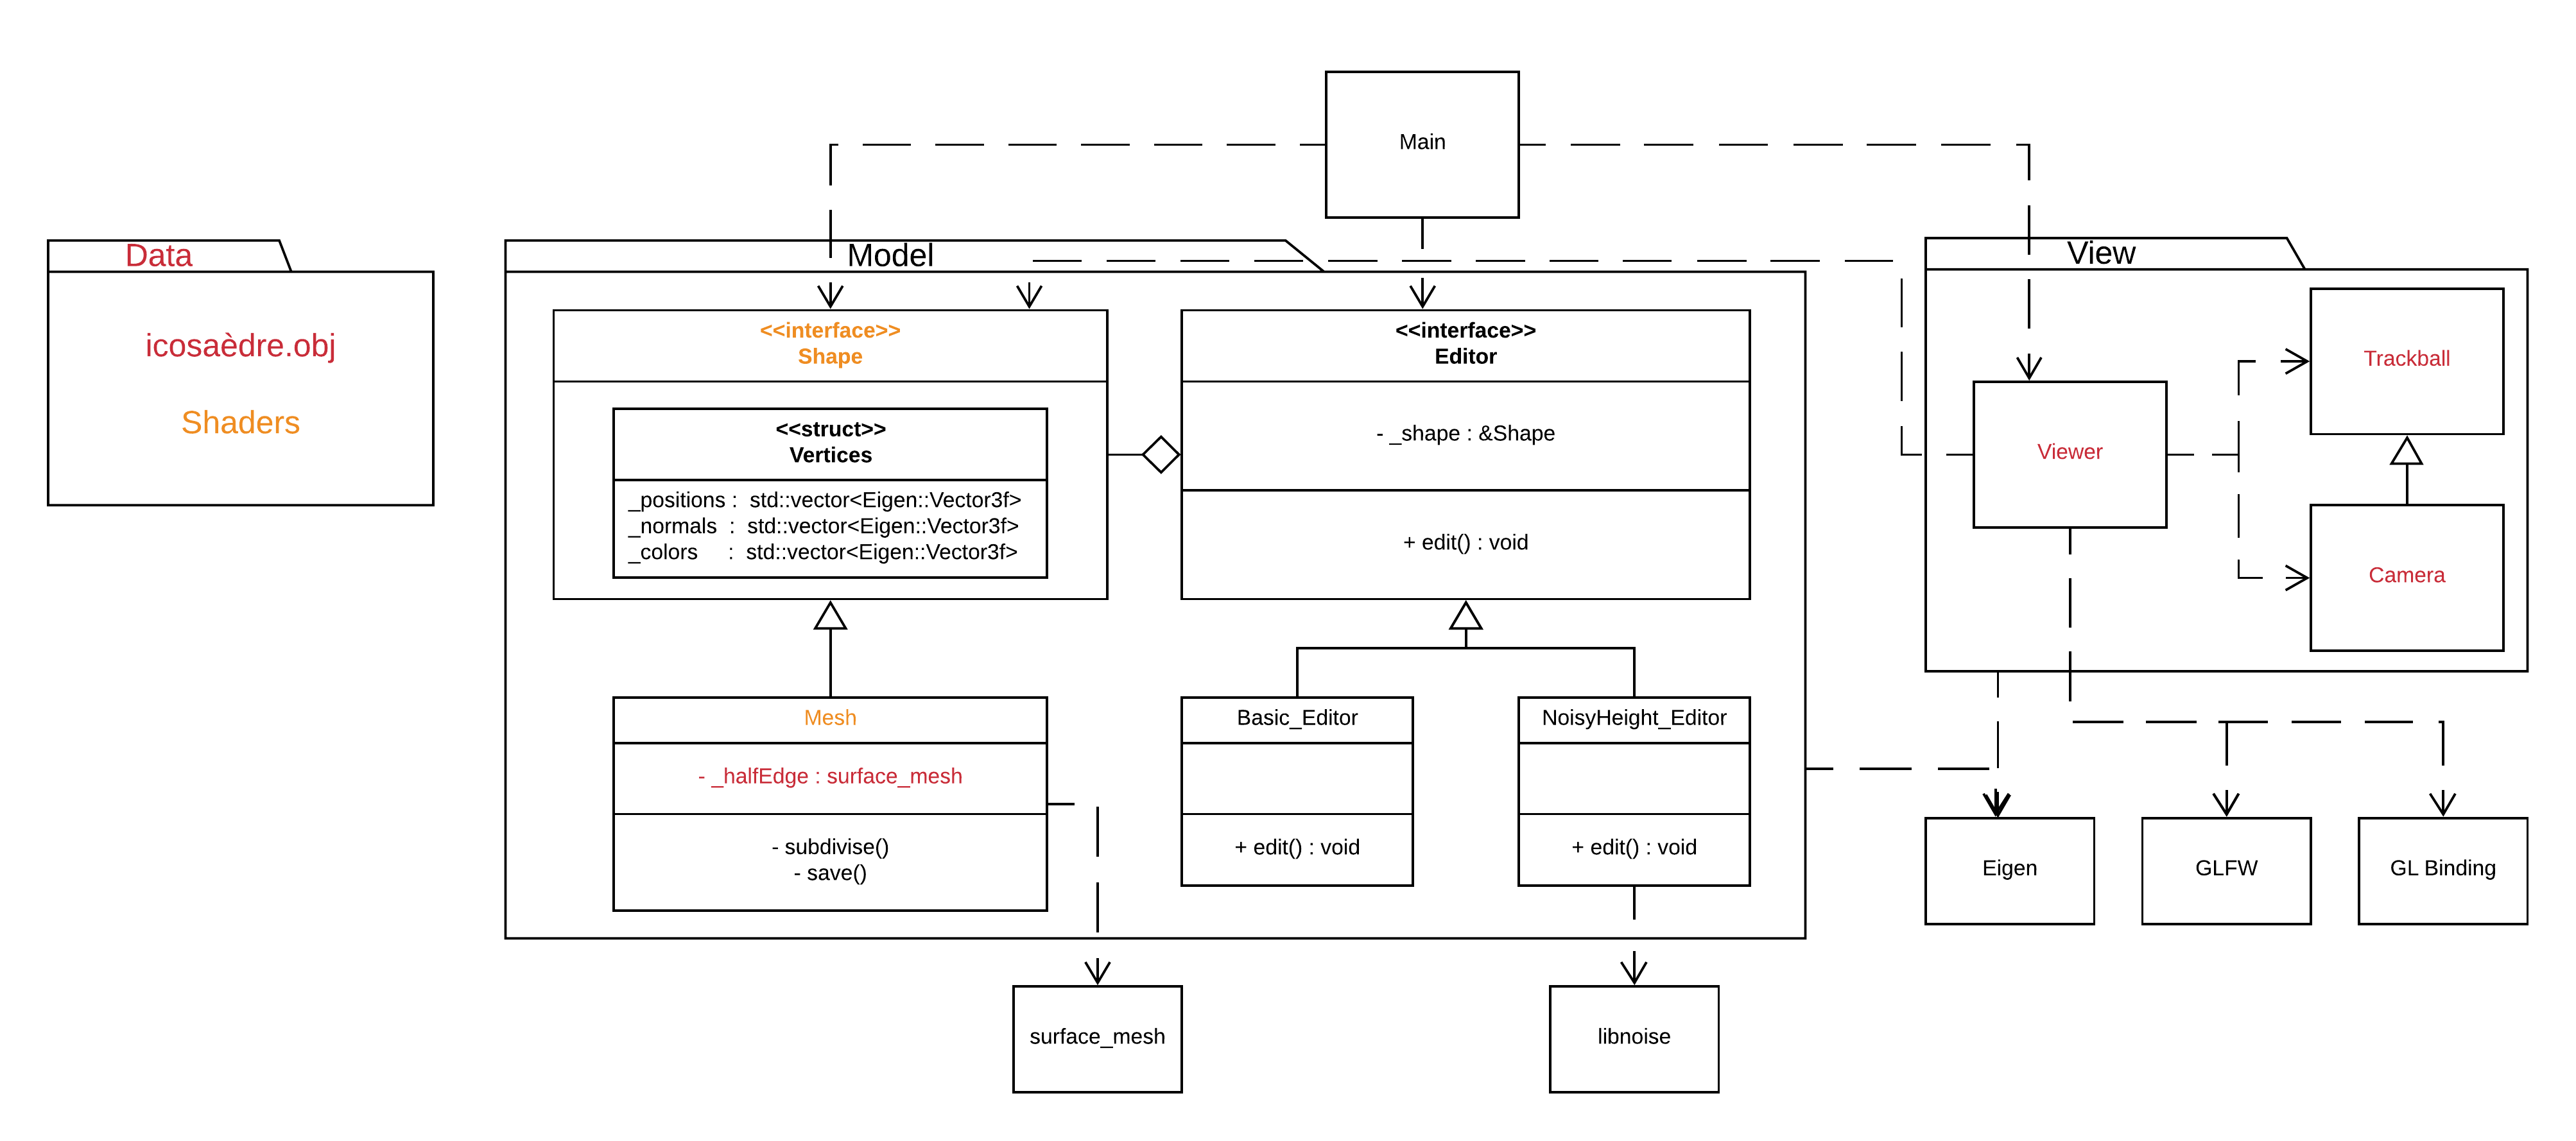 Main
Data
icosaèdre.obj
Shaders
Model
<<interface>>
Shape
<<struct>>
Vertices
_positions : std::vector<Eigen::Vector3f>
_normals : std::vector<Eigen::Vector3f>
_colors : std::vector<Eigen::Vector3f>
<<interface>>
Editor
- _shape : &Shape
+ edit() : void
Mesh
- _halfEdge : surface_mesh
- subdivise()
- save()
Basic_Editor
+ edit() : void
NoisyHeight_Editor
+ edit() : void
View
Viewer
Trackball
Camera
Eigen
GLFW
GL Binding
surface_mesh
libnoise